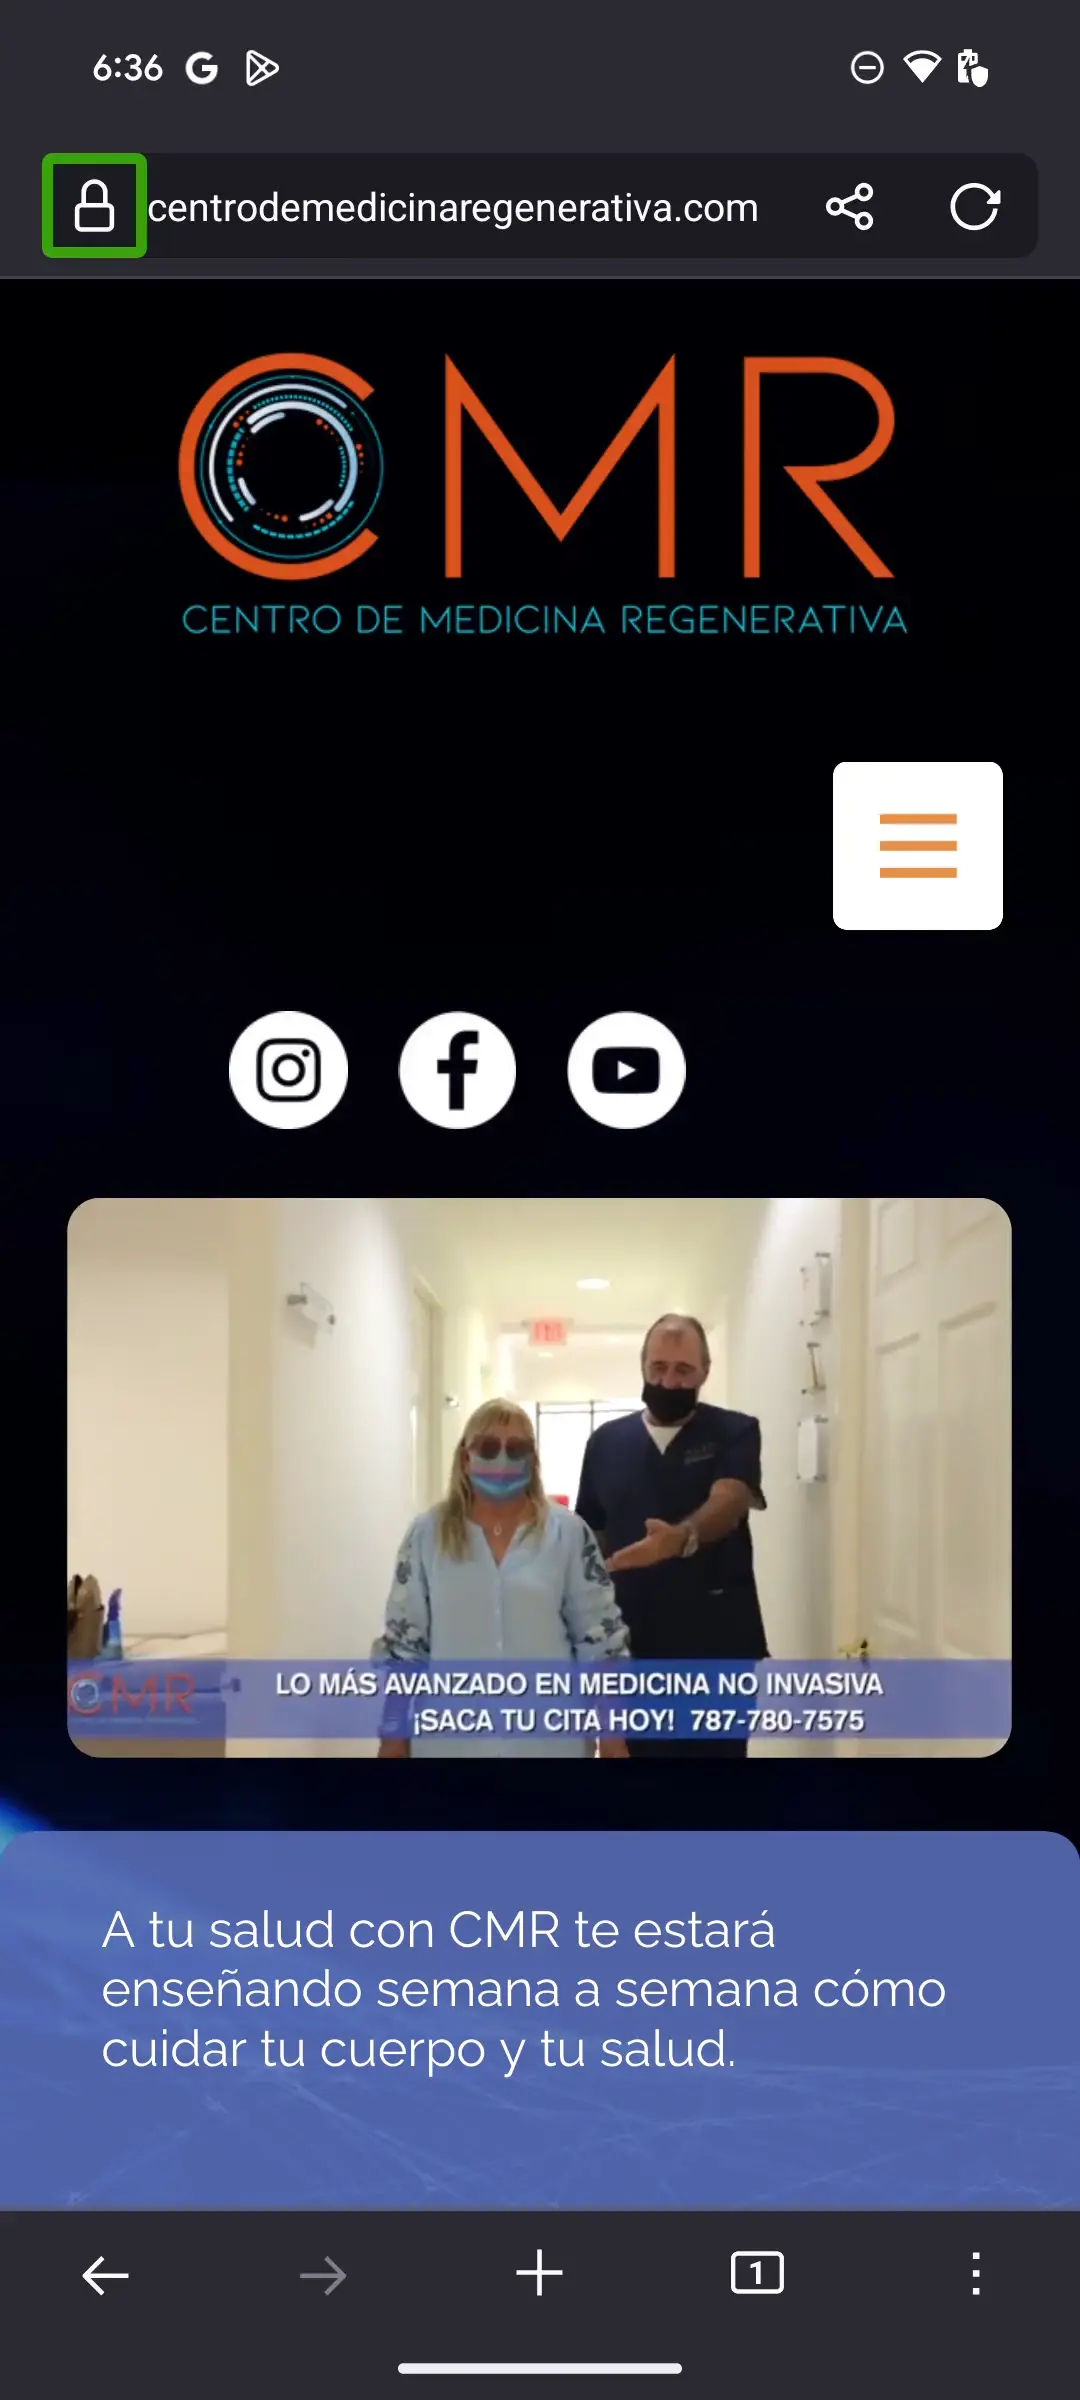 6:36
centrodemedicinaregenerativa.com
CMR
CENTRO DE MEDICINA REGENERATIVA
CMR
LO MÁS AVANZADO EN MEDICINA NO INVASIVA
¡SACA TU CITA HOY! 787-780-7575
A tu salud con CMR te estará
enseñando semana a semana cómo
cuidar tu cuerpo y tu salud.
1